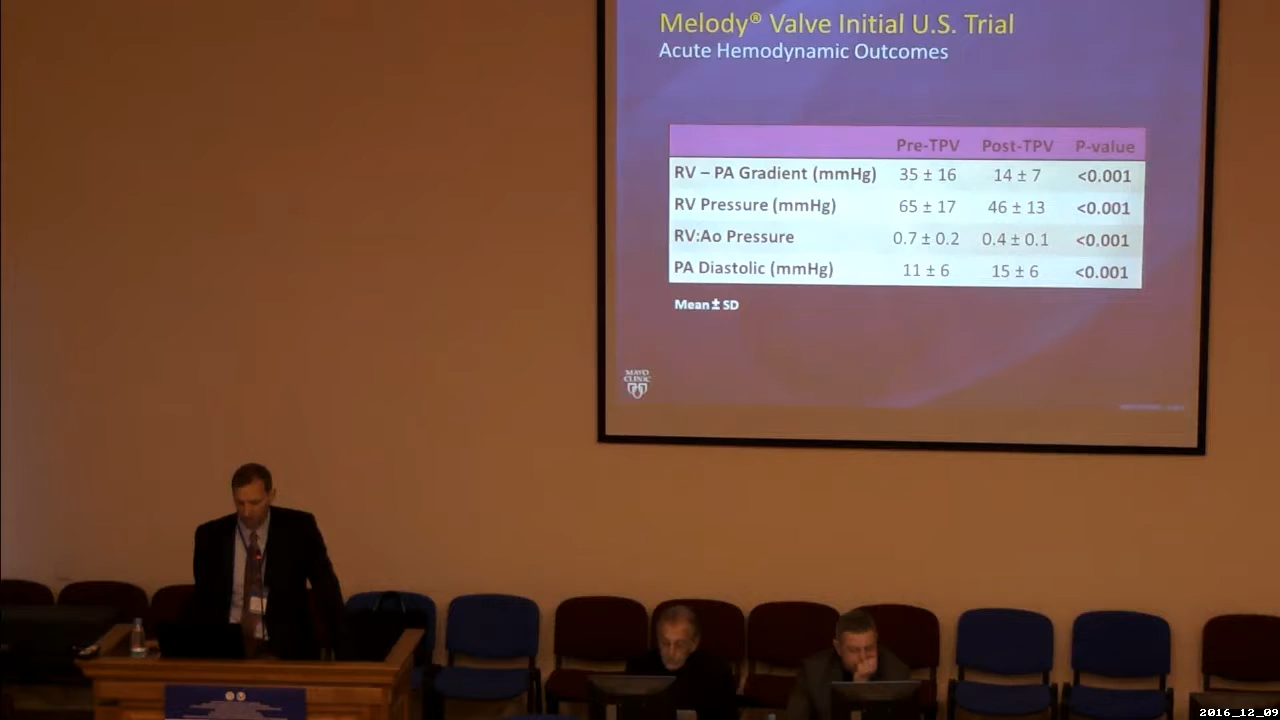 Melody® Valve Initial U.S. Trial
Acute Hemodynamic Outcomes
Pre-TPV Post-TPV P-value
RV – PA Gradient (mmHg) 35 ± 16 14 ± 7 <0.001
RV Pressure (mmHg) 65 ± 17 46 ± 13 <0.001
RV:Ao Pressure 0.7 ± 0.2 0.4 ± 0.1 <0.001
PA Diastolic (mmHg) 11 ± 6 15 ± 6 <0.001
Mean ± SD
MAYO
CLINIC
2016_12_09